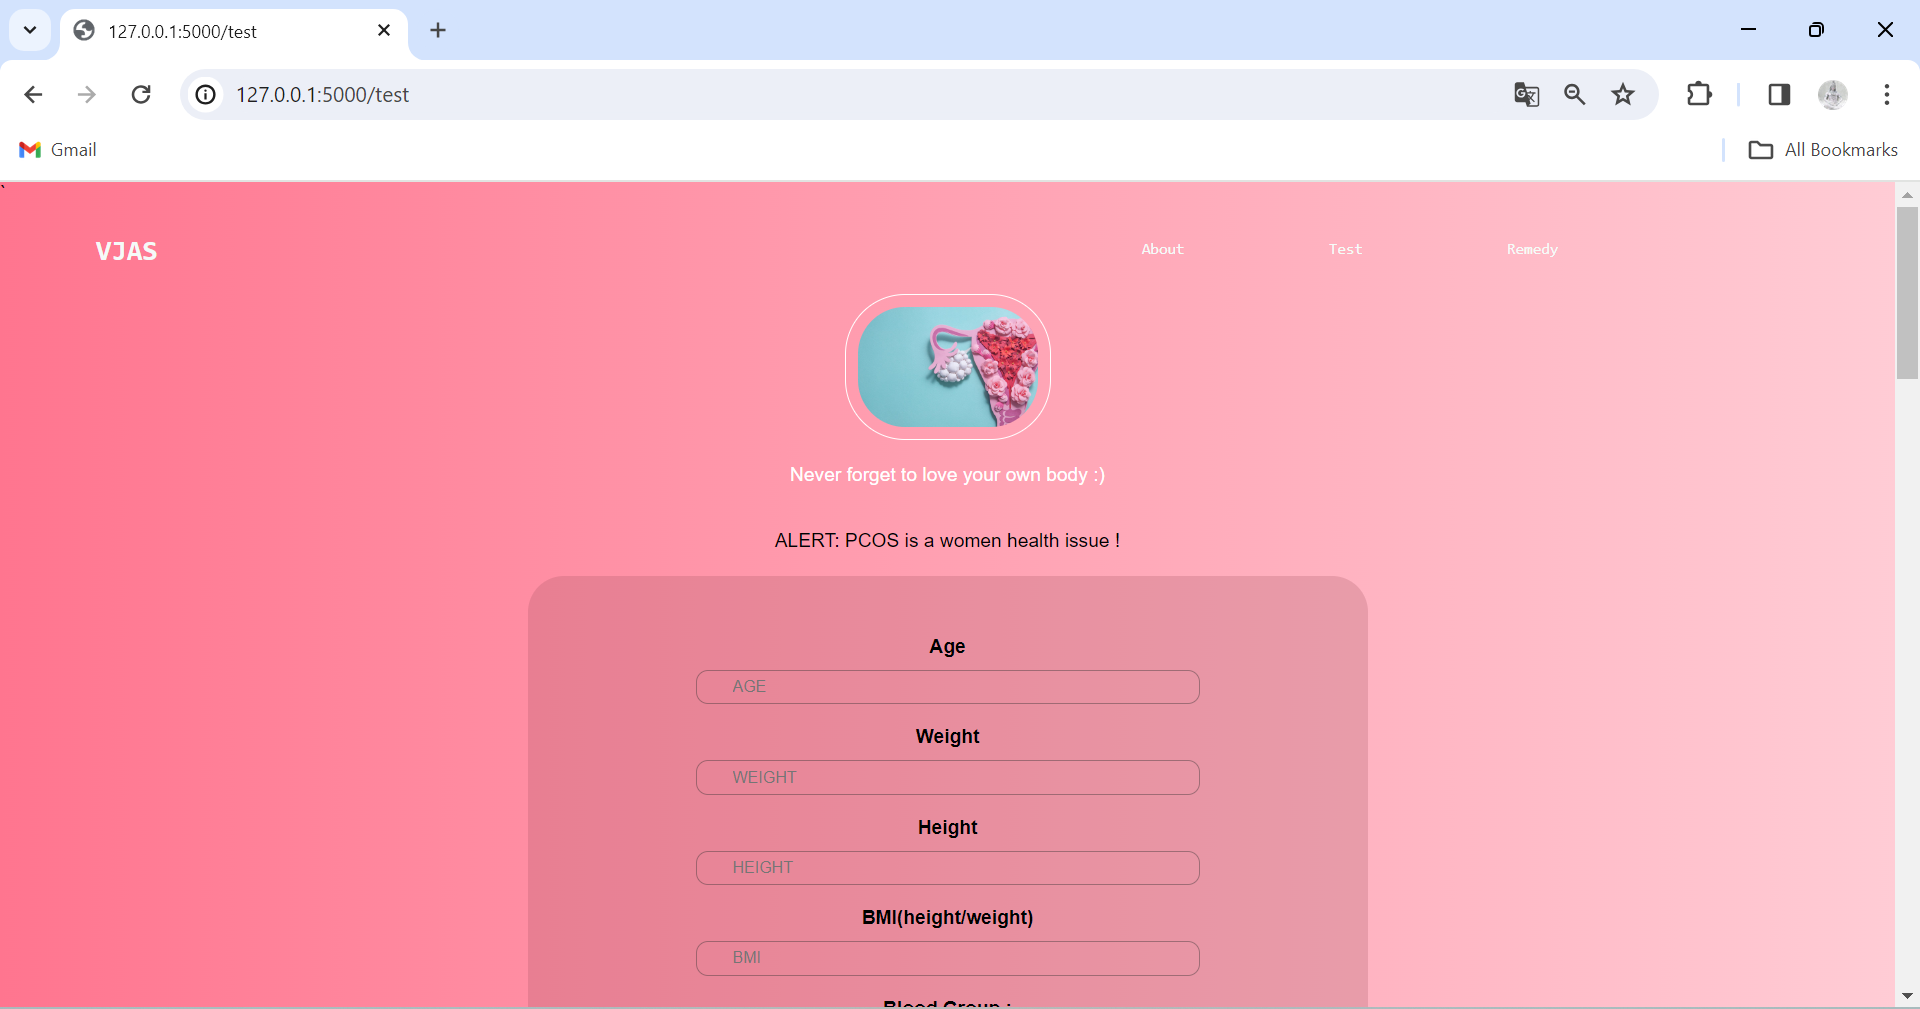 127.0.0.1:5000/test
127.0.0.1:5000/test
Gmail
All Bookmarks
`
VJAS
About
Test
Remedy
Never forget to love your own body :)
ALERT: PCOS is a women health issue !
Age
AGE
Weight
WEIGHT
Height
HEIGHT
BMI(height/weight)
BMI
Blood Group :